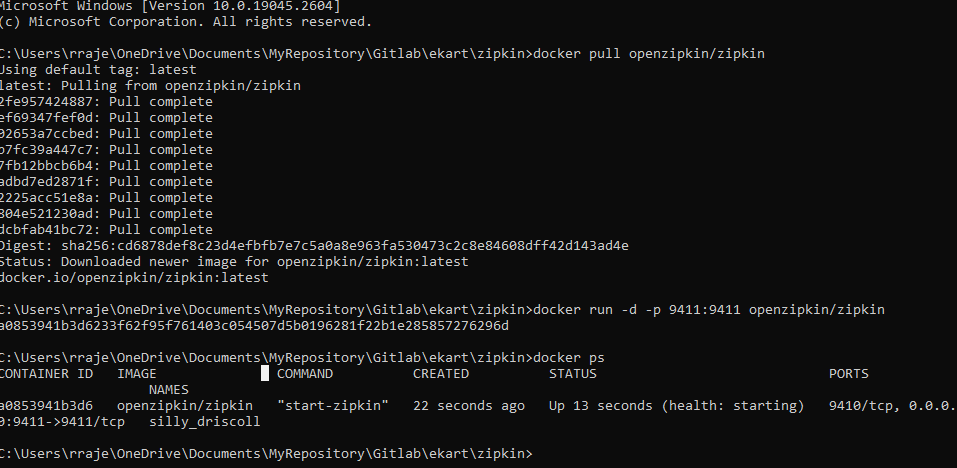 Microsoft Windows [Version 10.0.19045.2604]
(c) Microsoft Corporation. All rights reserved.
C:\Users\rraje\OneDrive\Documents\MyRepository\Gitlab\ekart\zipkin>docker pull openzipkin/zipkin
Using default tag: latest
latest: Pulling from openzipkin/zipkin
2fe957424887: Pull complete
ef69347fef0d: Pull complete
02653a7ccbed: Pull complete
b7fc39a447c7: Pull complete
7fb12bbcb6b4: Pull complete
adbd7ed2871f: Pull complete
2225acc51e8a: Pull complete
804e521230ad: Pull complete
dcbfab41bc72: Pull complete
Digest: sha256:cd6878def8c23d4efbfb7e7c5a0a8e963fa530473c2c8e84608dff42d143ad4e
Status: Downloaded newer image for openzipkin/zipkin:latest
docker.io/openzipkin/zipkin:latest
C:\Users\rraje\OneDrive\Documents\MyRepository\Gitlab\ekart\zipkin>docker run -d -p 9411:9411 openzipkin/zipkin
a0853941b3d6233f62f95f761403c054507d5b0196281f22b1e285857276296d
C:\Users\rraje\OneDrive\Documents\MyRepository\Gitlab\ekart\zipkin>docker ps
CONTAINER ID IMAGE COMMAND CREATED STATUS PORTS
NAMES
a0853941b3d6 openzipkin/zipkin "start-zipkin" 22 seconds ago Up 13 seconds (health: starting) 9410/tcp, 0.0.0.
0:9411->9411/tcp silly_driscoll
C:\Users\rraje\OneDrive\Documents\MyRepository\Gitlab\ekart\zipkin>